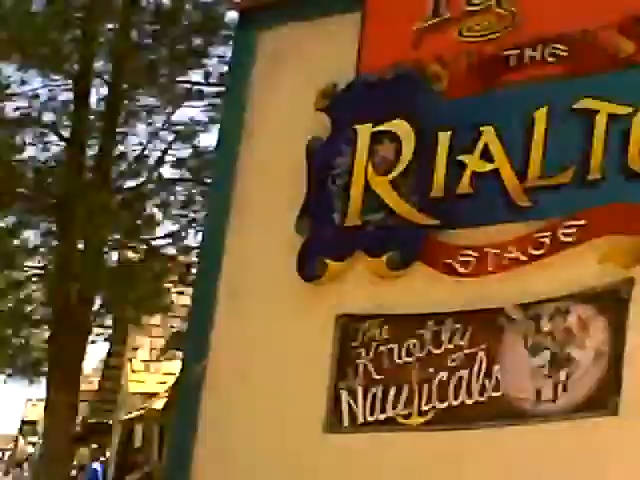 THE
RIALTO
STAGE
The
Knotty
Nauticals